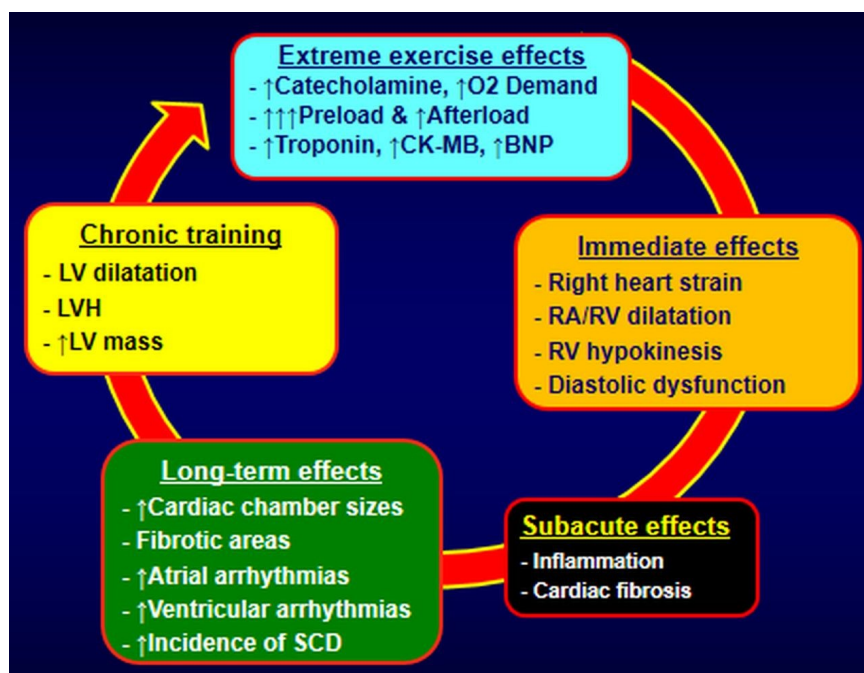 Extreme exercise effects
- ↑Catecholamine, ↑O2 Demand
- ↑↑↑Preload & ↑Afterload
- ↑Troponin, ↑CK-MB, ↑BNP
Immediate effects
- Right heart strain
- RA/RV dilatation
- RV hypokinesis
- Diastolic dysfunction
Subacute effects
- Inflammation
- Cardiac fibrosis
Long-term effects
- ↑Cardiac chamber sizes
- Fibrotic areas
- ↑Atrial arrhythmias
- ↑Ventricular arrhythmias
- ↑Incidence of SCD
Chronic training
- LV dilatation
- LVH
- ↑LV mass